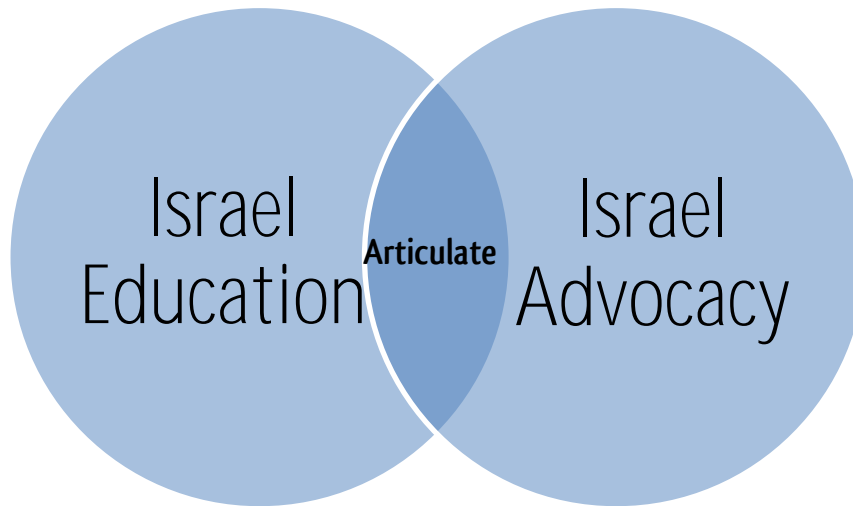 Israel
Education
Articulate
Israel
Advocacy